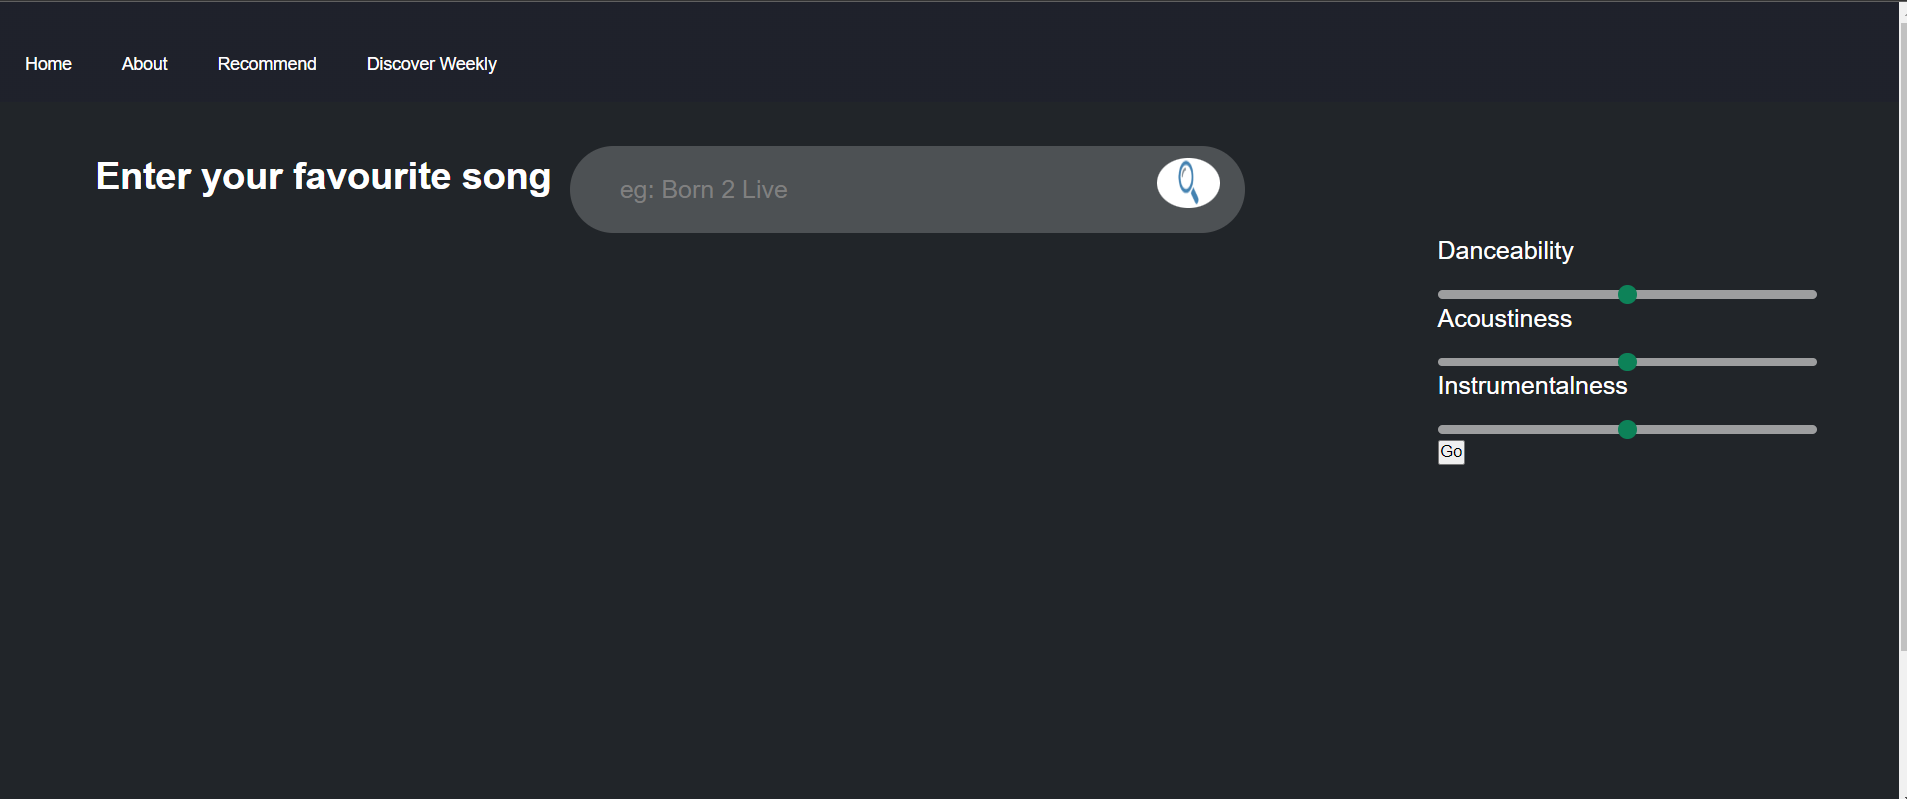 Home About Recommend Discover Weekly
Enter your favourite song
eg: Born 2 Live
Danceability
Acoustiness
Instrumentalness
Go